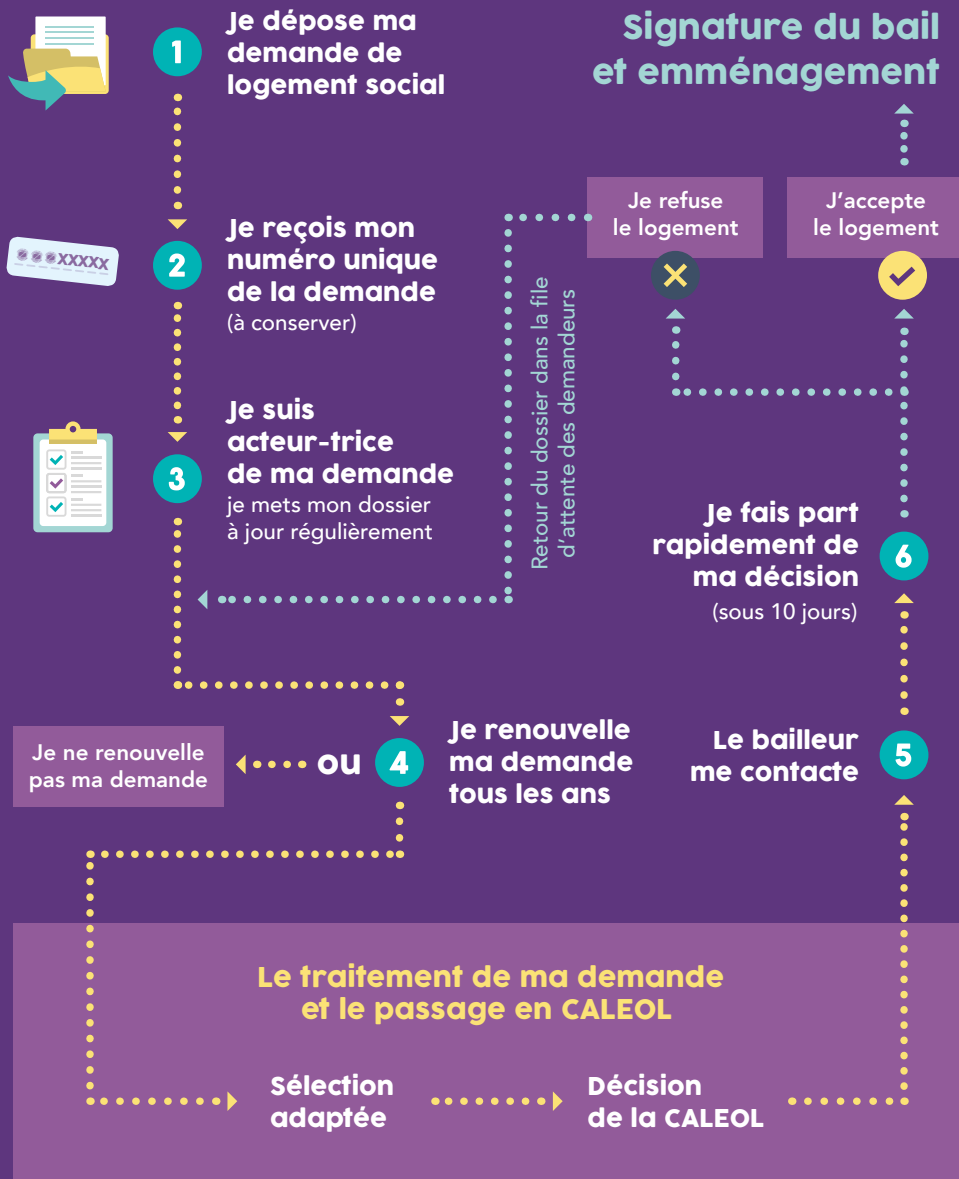 1
Je dépose ma
demande de
logement social
2
XXXXX
Je reçois mon
numéro unique
de la demande
(à conserver)
3
Je suis
acteur-trice
de ma demande
je mets mon dossier
à jour régulièrement
4
Je renouvelle
ma demande
tous les ans
ou
Je ne renouvelle
pas ma demande
Le traitement de ma demande
et le passage en CALEOL
Sélection
adaptée
Décision
de la CALEOL
5
Le bailleur
me contacte
6
Je fais part
rapidement de
ma décision
(sous 10 jours)
Je refuse
le logement
Retour du dossier dans la file
d'attente des demandeurs
J'accepte
le logement
Signature du bail
et emménagement